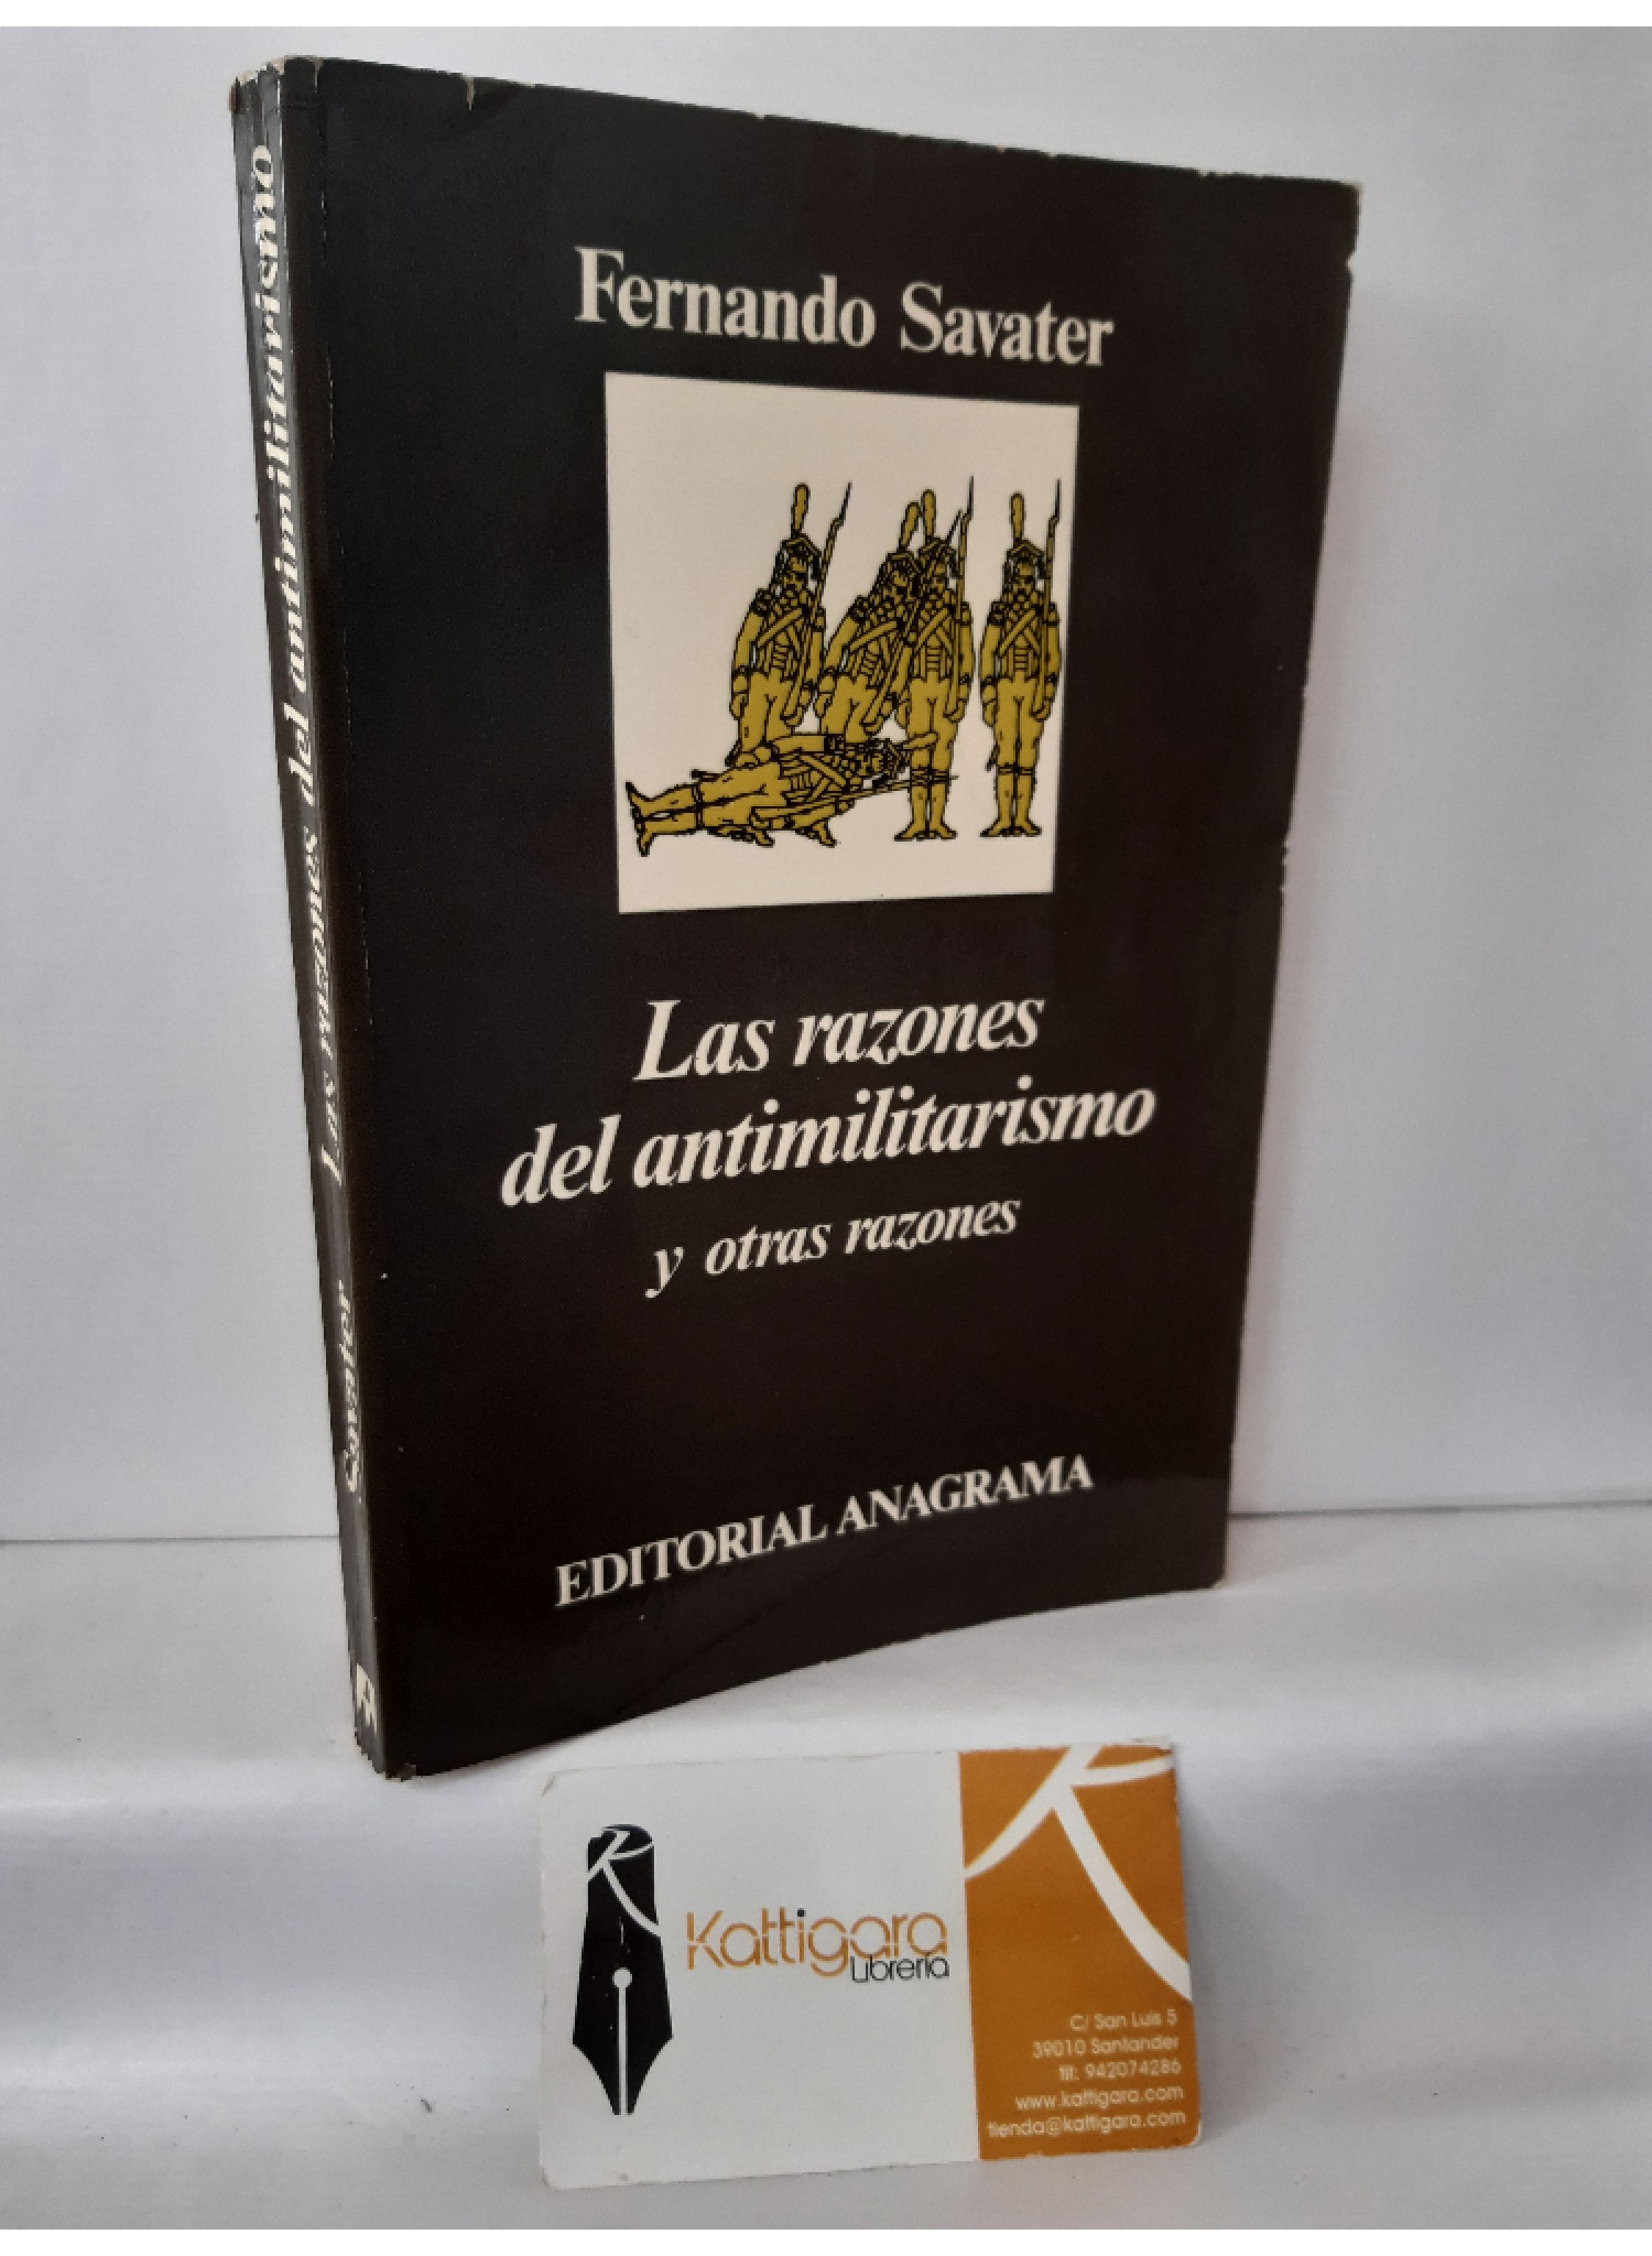 Fernando Savater
Las razones
del antimilitarismo
y otras razones
EDITORIAL ANAGRAMA
Savater Las razones del antimilitarismo
A
Kattigara
Librería
C/ San Luis 5
39010 Santander
tlf: 942074286
www.kattigara.com
tienda@kattigara.com